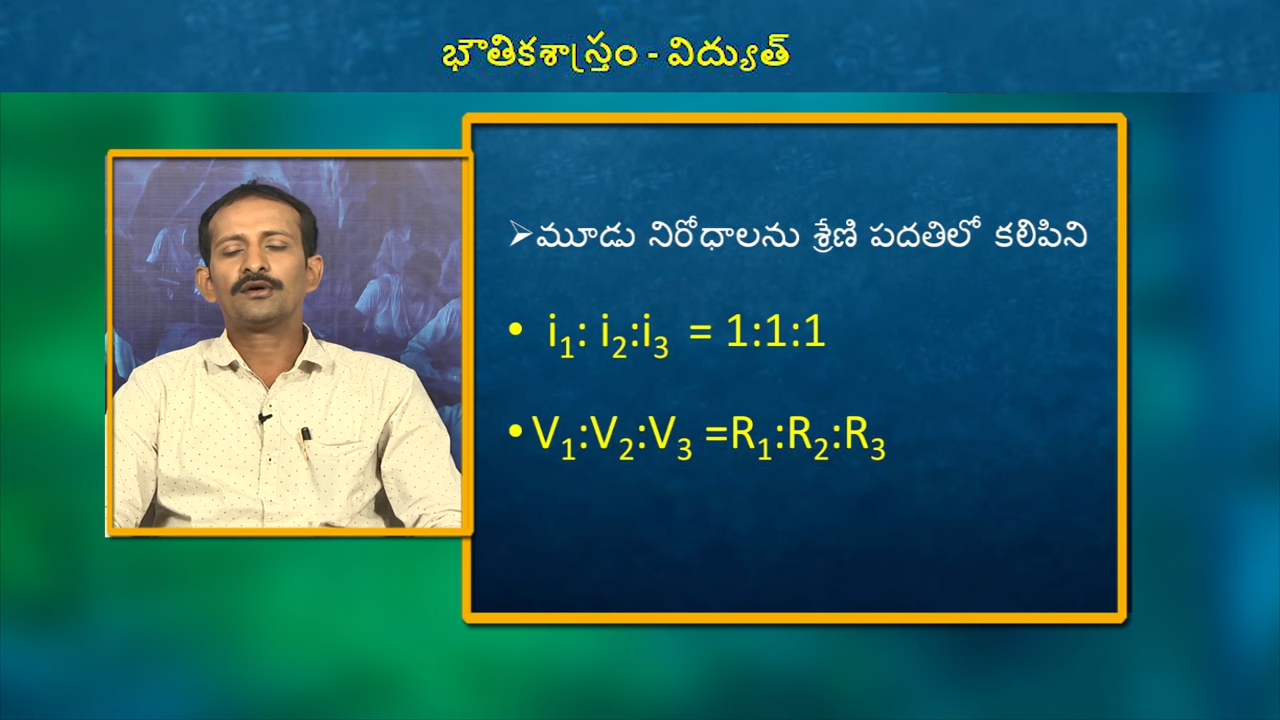 భౌతికశాస్త్రం - విద్యుత్
➢మూడు నిరోధాలను శ్రేణి పదతిలో కలిపిని
• i₁: i₂:i₃ = 1:1:1
• V₁:V₂:V₃ =R₁:R₂:R₃